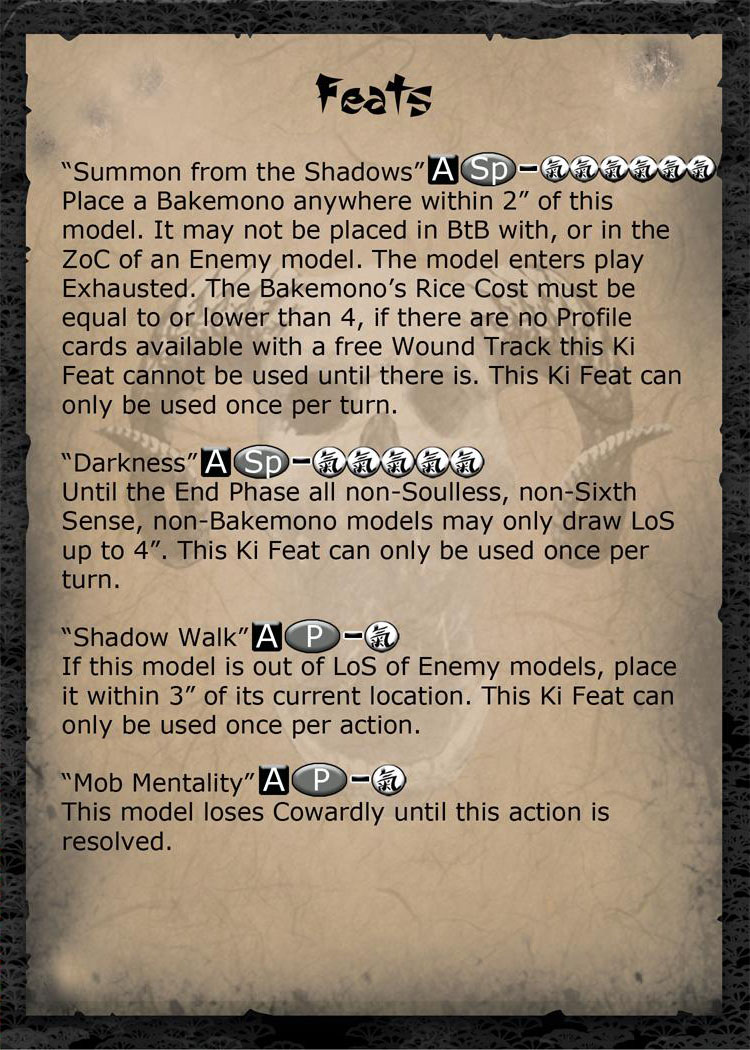 Feats
“Summon from the Shadows” A Sp – 氣氣氣氣氣氣
Place a Bakemono anywhere within 2” of this
model. It may not be placed in BtB with, or in the
ZoC of an Enemy model. The model enters play
Exhausted. The Bakemono’s Rice Cost must be
equal to or lower than 4, if there are no Profile
cards available with a free Wound Track this Ki
Feat cannot be used until there is. This Ki Feat can
only be used once per turn.
“Darkness” A Sp – 氣氣氣氣氣
Until the End Phase all non-Soulless, non-Sixth
Sense, non-Bakemono models may only draw LoS
up to 4”. This Ki Feat can only be used once per
turn.
“Shadow Walk” A P – 氣
If this model is out of LoS of Enemy models, place
it within 3” of its current location. This Ki Feat can
only be used once per action.
“Mob Mentality” A P – 氣
This model loses Cowardly until this action is
resolved.